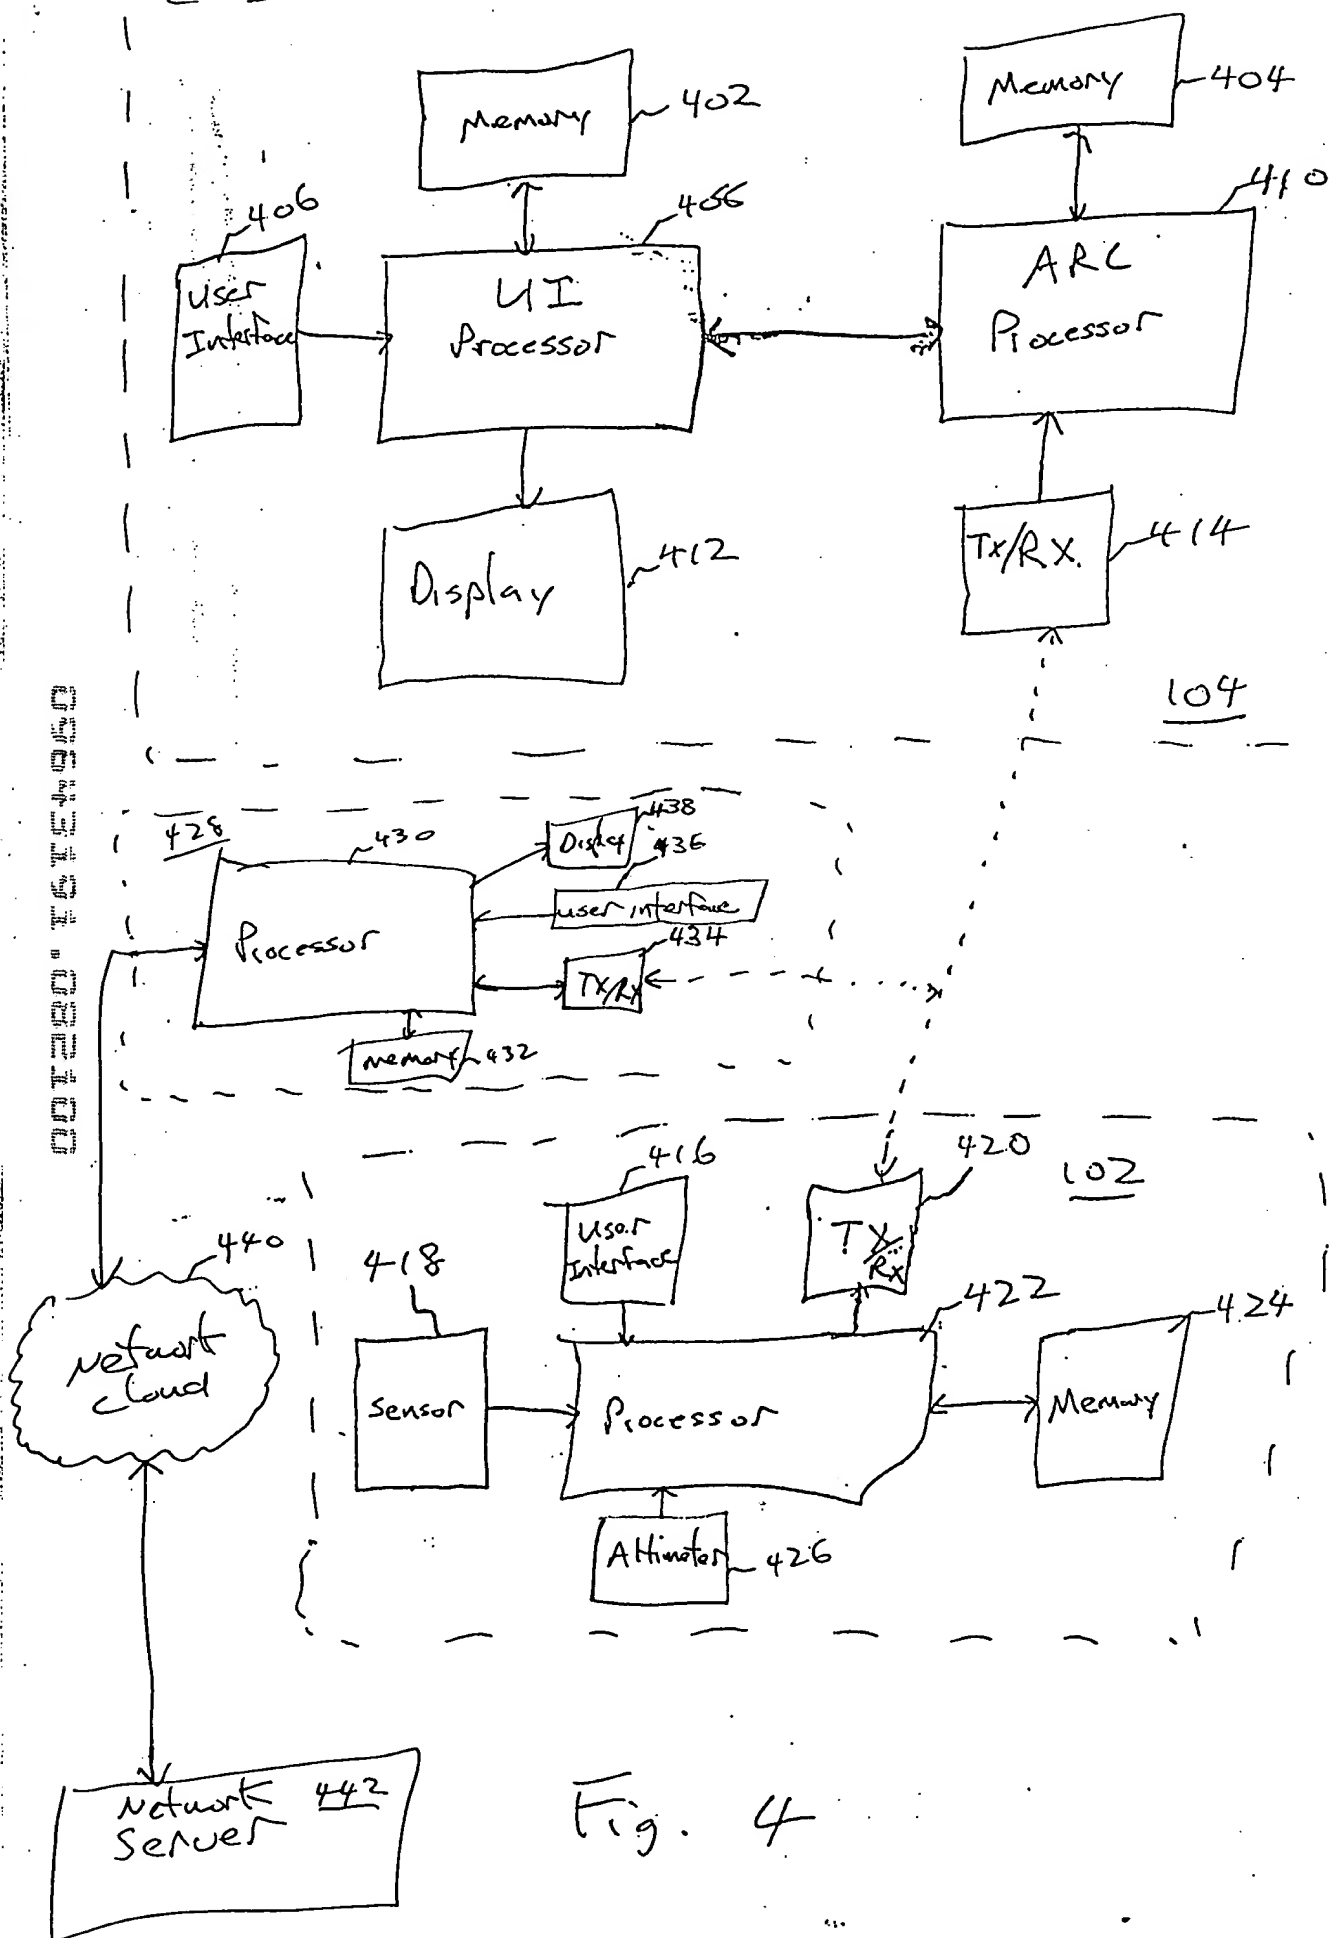 Memory
402
Memory
404
406
406
410
User
Interface
UI
Processor
ARC
Processor
Display
412
Tx/Rx.
414
104
428
430
Display
438
436
user interface
Processor
434
TX/RX
memory
432
416
420
102
User
Interface
TX/
RX
440
418
422
424
Network
cloud
Sensor
Processor
Memory
Altimeter
426
Network
Server
442
Fig. 4